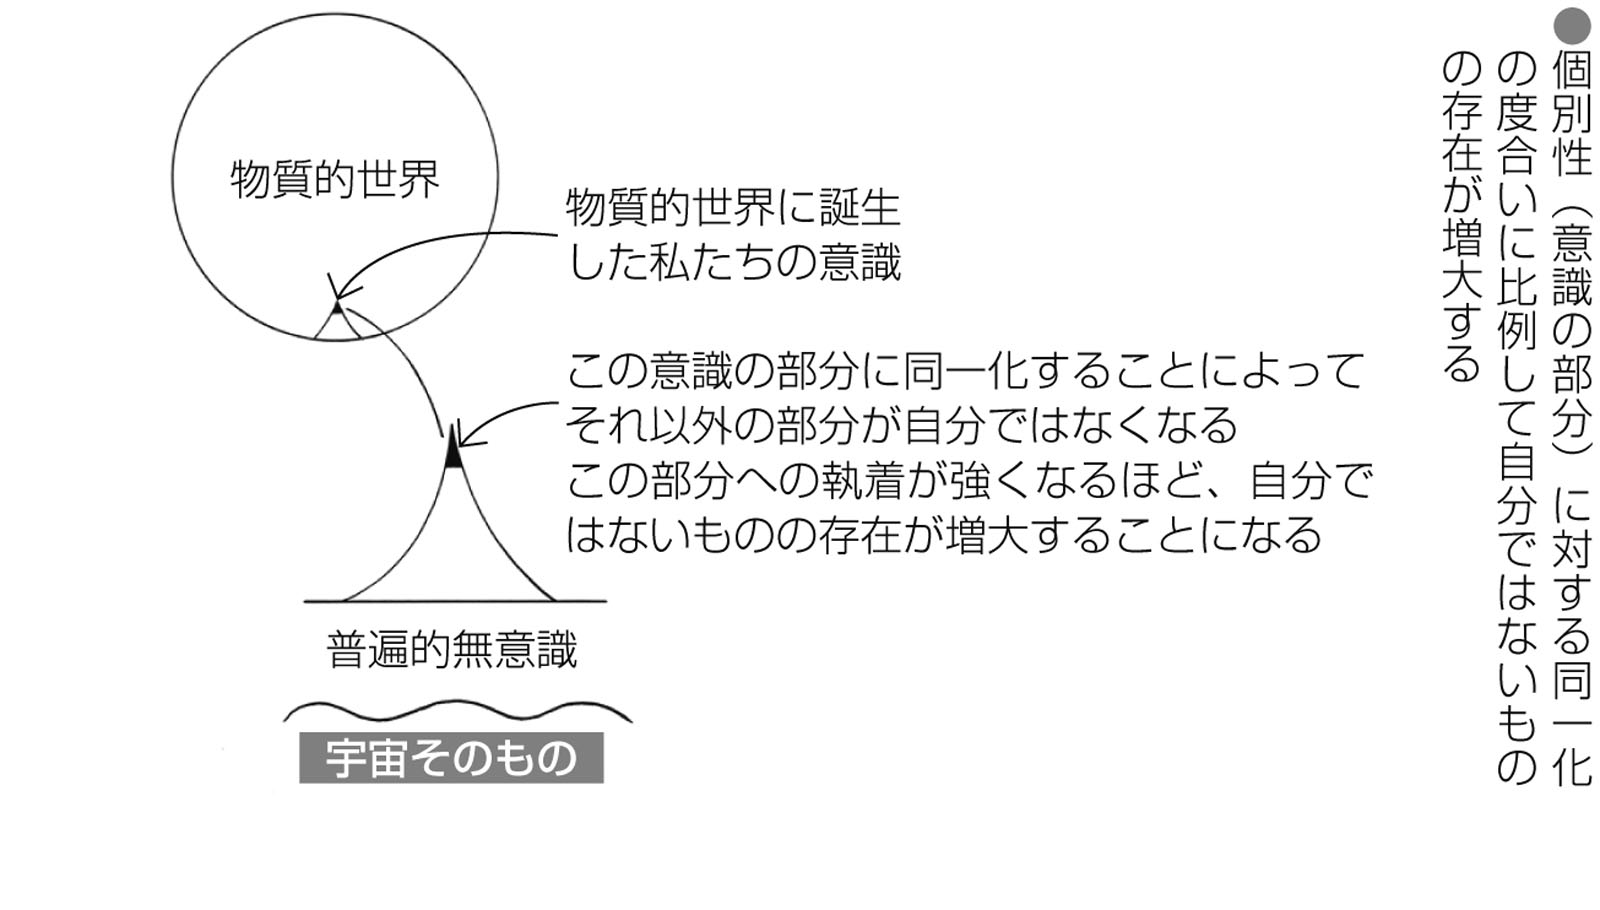 ●個別性（意識の部分）に対する同一化
の度合いに比例して自分ではないもの
の存在が増大する
物質的世界
物質的世界に誕生
した私たちの意識
この意識の部分に同一化することによって
それ以外の部分が自分ではなくなる
この部分への執着が強くなるほど、自分で
はないものの存在が増大することになる
普遍的無意識
宇宙そのもの